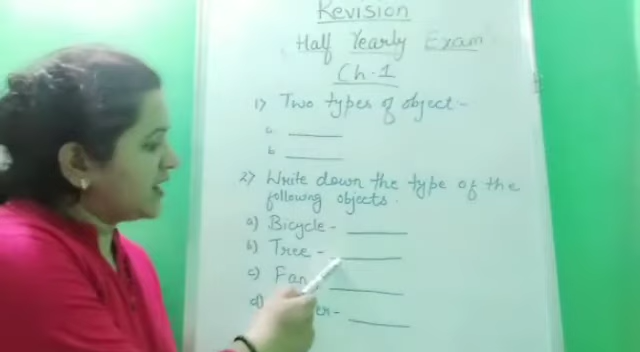 Revision
Half Yearly Exam
Ch.1
1) Two types of object-
a.
b.
2) Write down the type of the
following objects.
a) Bicycle-
b) Tree-
c) Fan
d)